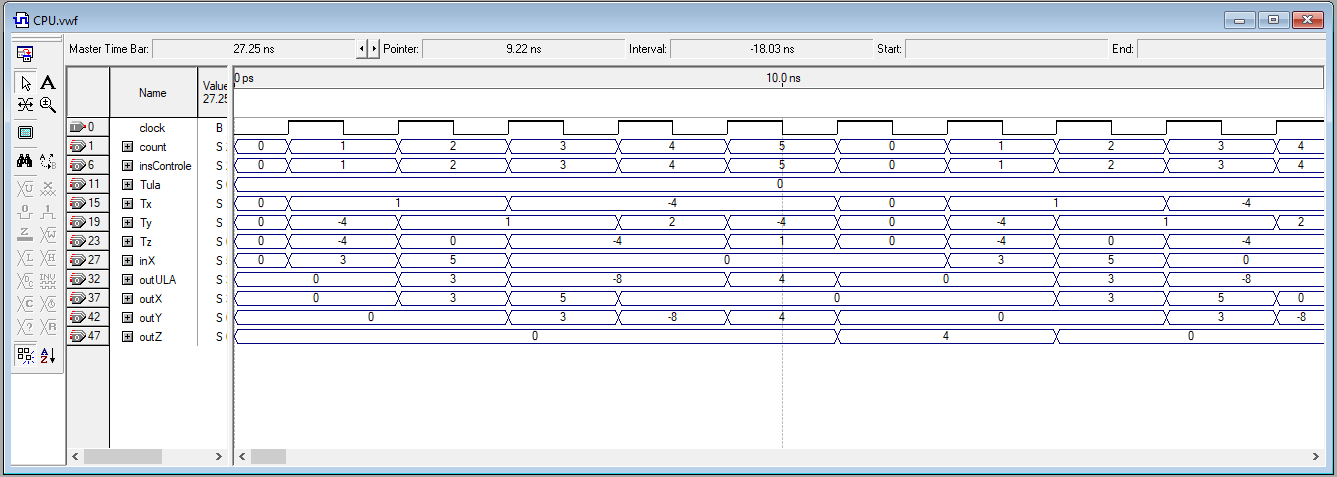 CPU.vwf
Master Time Bar: 27.25 ns Pointer: 9.22 ns Interval: -18.03 ns Start: End:
A
Name Value 27.25 0 ps 10.0 ns
0 clock B
1 count S 0 1 2 3 4 5 0 1 2 3 4
6 insControle S 0 1 2 3 4 5 0 1 2 3 4
11 Tula S 0
15 Tx S 0 1 -4 0 1 -4
19 Ty S 0 -4 1 2 -4 0 -4 1 2
23 Tz S 0 -4 0 -4 1 0 -4 0 -4
27 inX S 0 3 5 0 3 5 0
32 outULA S 0 3 -8 4 0 3 -8
37 outX S 0 3 5 0 3 5 0
42 outY S 0 3 -8 4 0 3 -8
47 outZ S 0 4 0